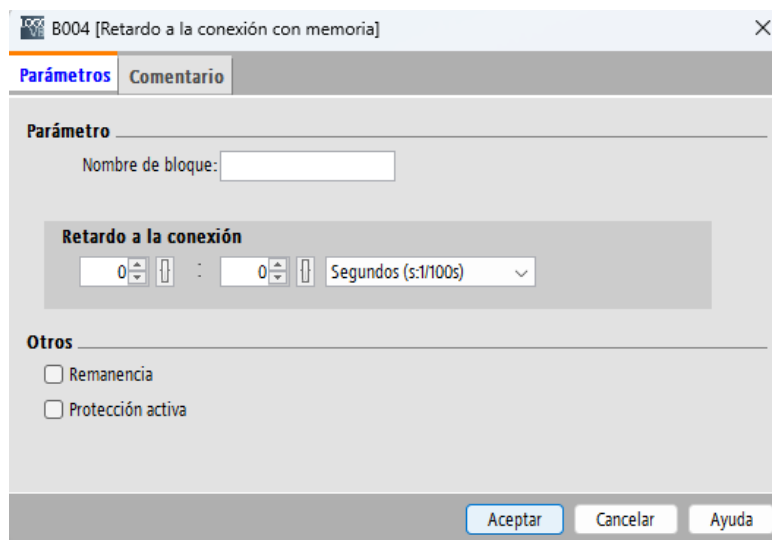 B004 [Retardo a la conexión con memoria]
Parámetros Comentario
Parámetro
Nombre de bloque:
Retardo a la conexión
0 : 0 Segundos (s:1/100s)
Otros
Remanencia
Protección activa
Aceptar Cancelar Ayuda